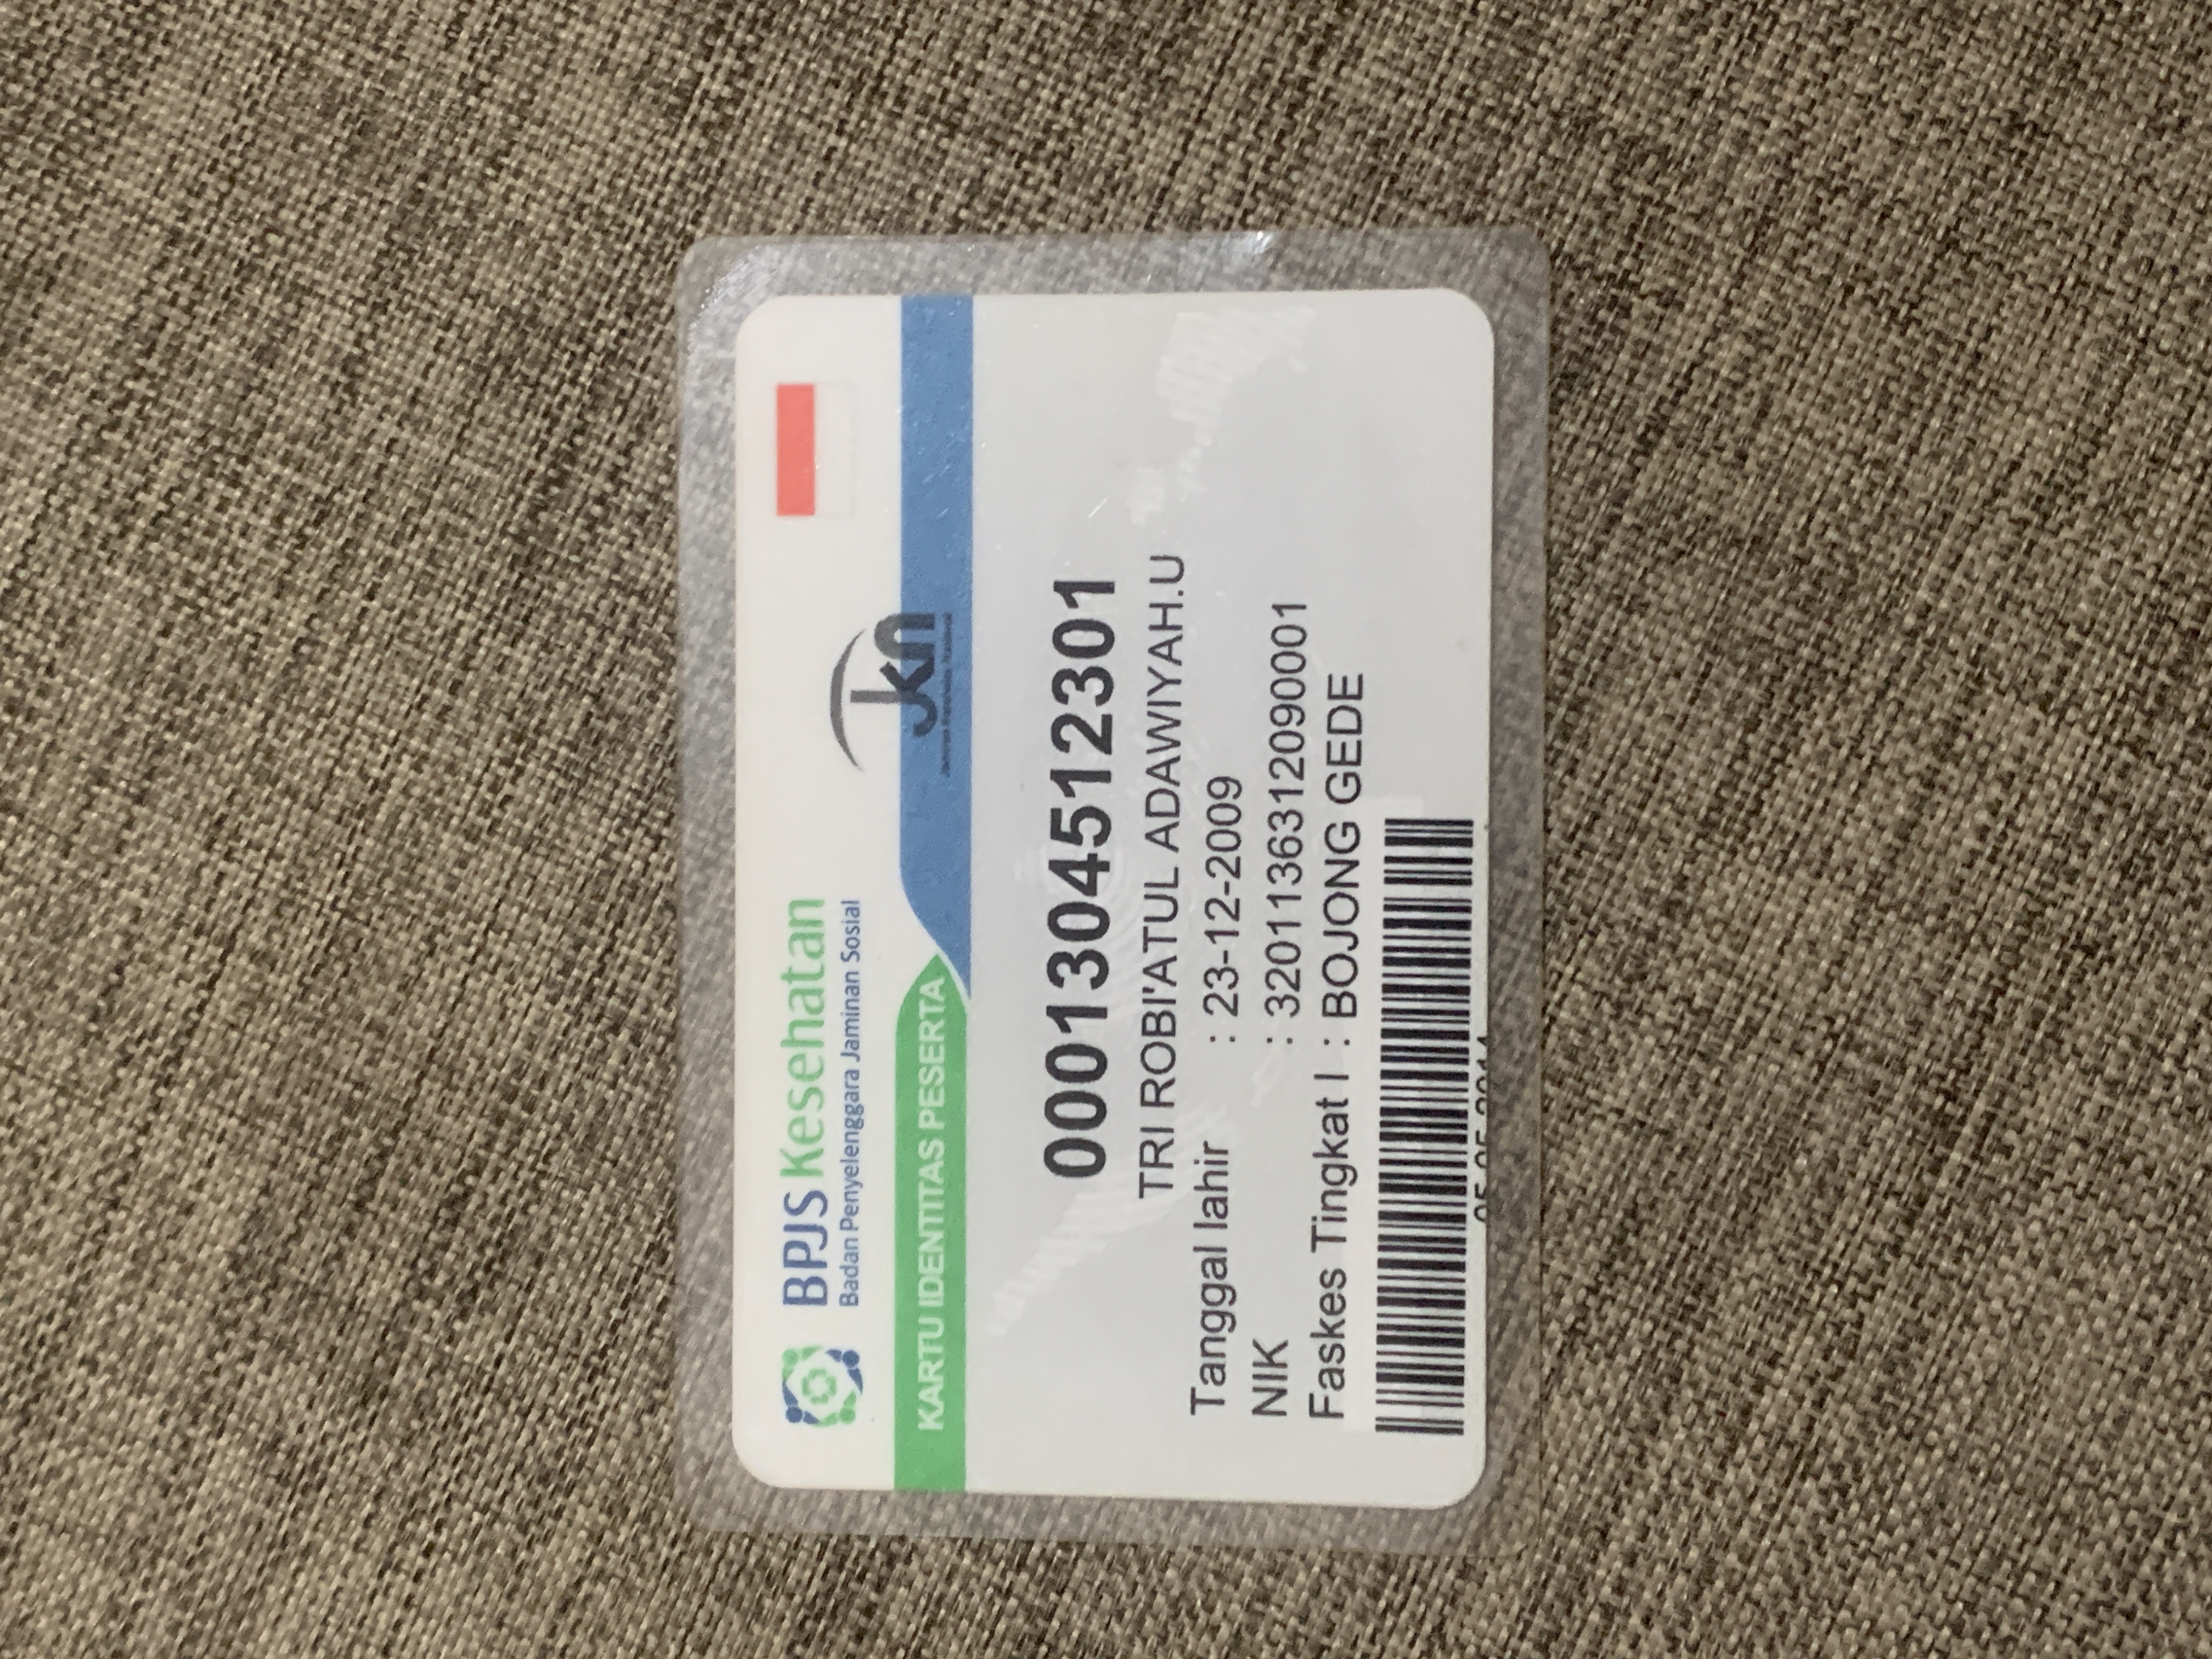 BPJS Kesehatan
Badan Penyelenggara Jaminan Sosial
jkn
KARTU IDENTITAS PESERTA
0001304512301
TRI ROBI'ATUL ADAWIYAH.U
Tanggal lahir : 23-12-2009
NIK : 3201136312090001
Faskes Tingkat I : BOJONG GEDE